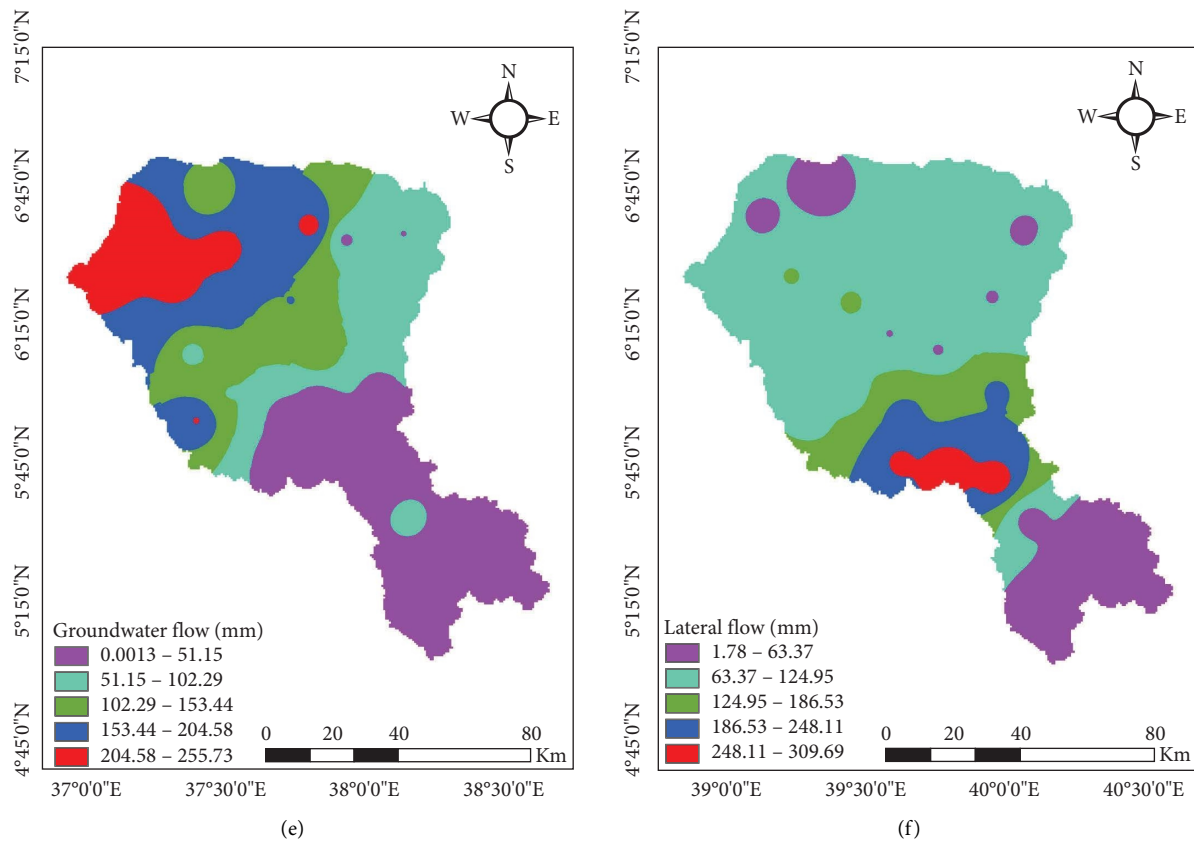 7°15'0"N
6°45'0"N
6°15'0"N
5°45'0"N
5°15'0"N
4°45'0"N
N
W E
S
Groundwater flow (mm)
0.0013 – 51.15
51.15 – 102.29
102.29 – 153.44
153.44 – 204.58
204.58 – 255.73
0 20 40 80
Km
37°0'0"E 37°30'0"E 38°0'0"E 38°30'0"E
(e)
7°15'0"N
6°45'0"N
6°15'0"N
5°45'0"N
5°15'0"N
4°45'0"N
N
W E
S
Lateral flow (mm)
1.78 – 63.37
63.37 – 124.95
124.95 – 186.53
186.53 – 248.11
248.11 – 309.69
0 20 40 80
Km
39°0'0"E 39°30'0"E 40°0'0"E 40°30'0"E
(f)